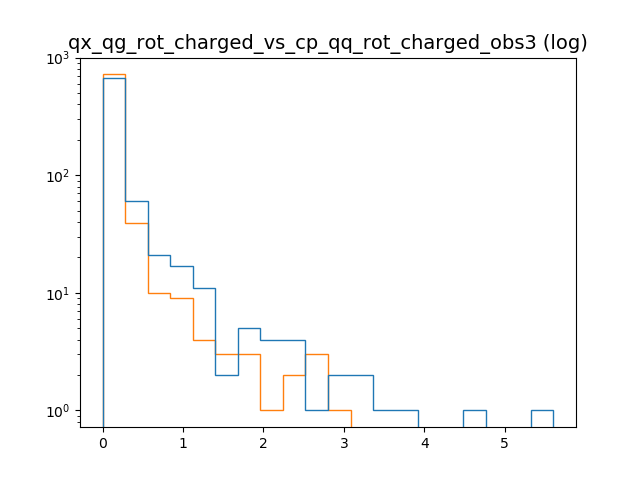 qx_qg_rot_charged_vs_cp_qq_rot_charged_obs3 (log)
10³
10²
10¹
10⁰
0 1 2 3 4 5